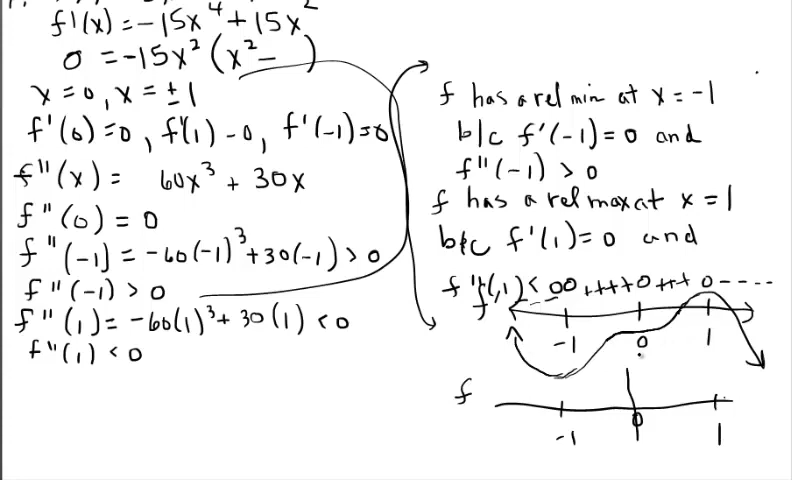 f'(x) = -15x⁴ + 15x²
0 = -15x² (x² - )
x = 0, x = ±1
f'(0) = 0, f'(1) - 0, f'(-1) = 0
f''(x) = 60x³ + 30x
f''(0) = 0
f''(-1) = -60(-1)³ + 30(-1) > 0
f''(-1) > 0
f''(1) = -60(1)³ + 30(1) < 0
f''(1) < 0
f has a rel min at x = -1
b/c f'(-1) = 0 and
f''(-1) > 0
f has a rel max at x = 1
b/c f'(1) = 0 and
f''(1) < 0 0 ++++ 0 +++ 0 ----
f'
-1 0 1
f
-1 0 1